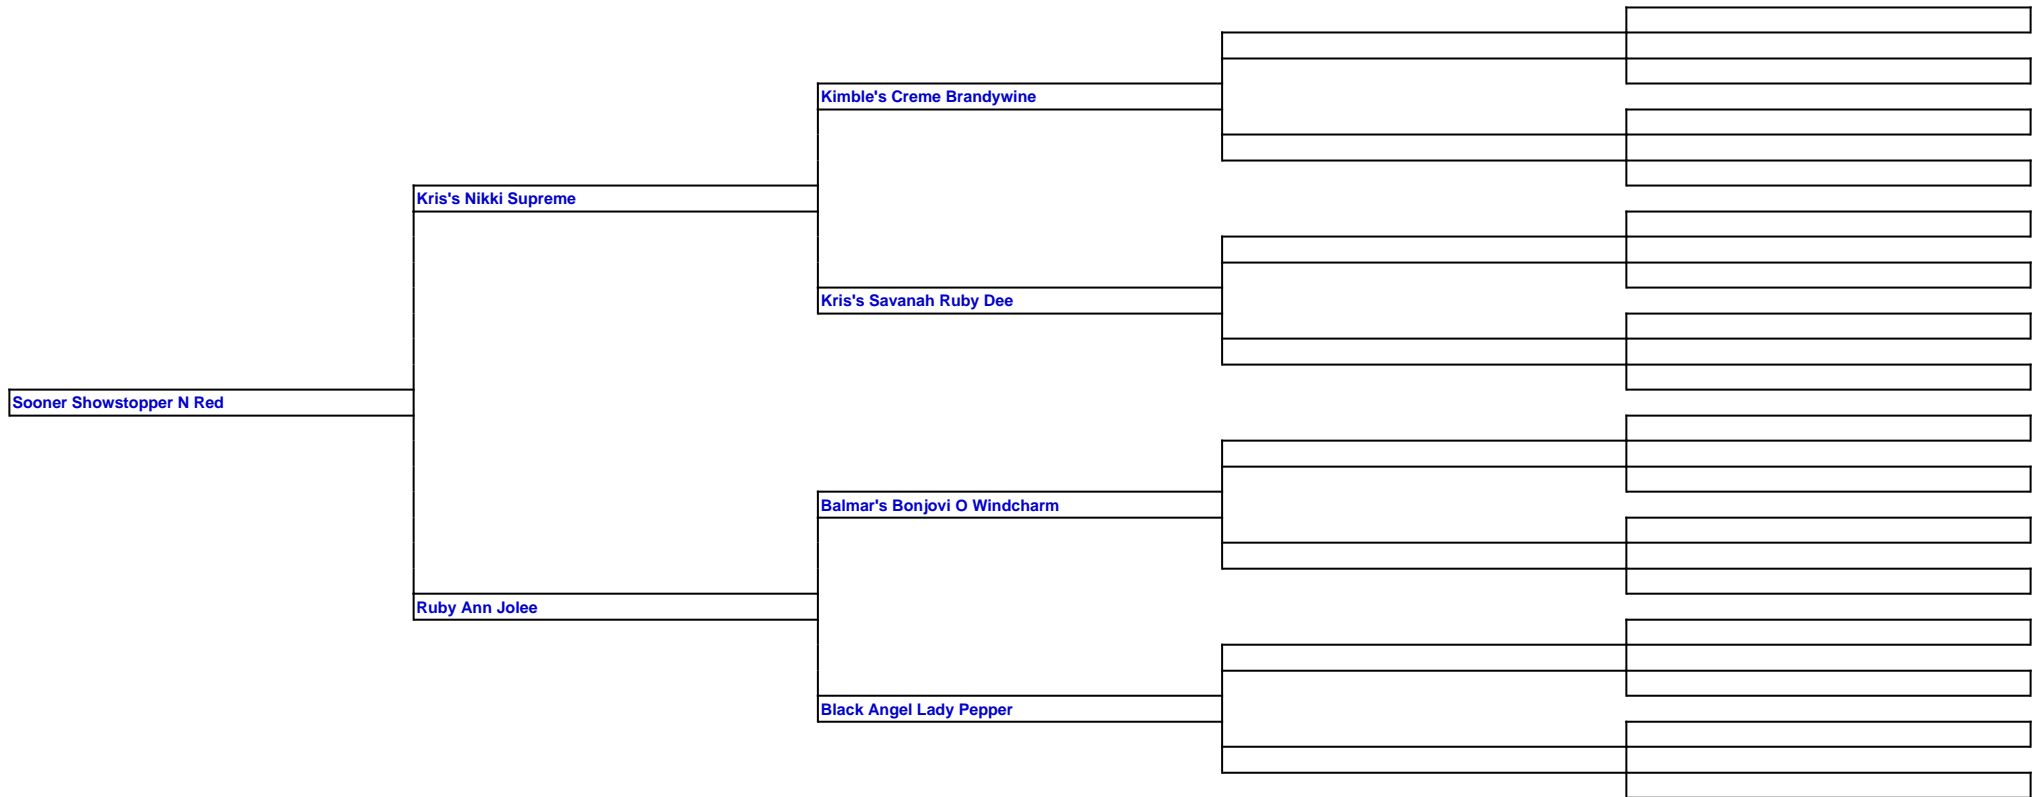 Kimble's Creme Brandywine
Kris's Nikki Supreme
Kris's Savanah Ruby Dee
Sooner Showstopper N Red
Balmar's Bonjovi O Windcharm
Ruby Ann Jolee
Black Angel Lady Pepper